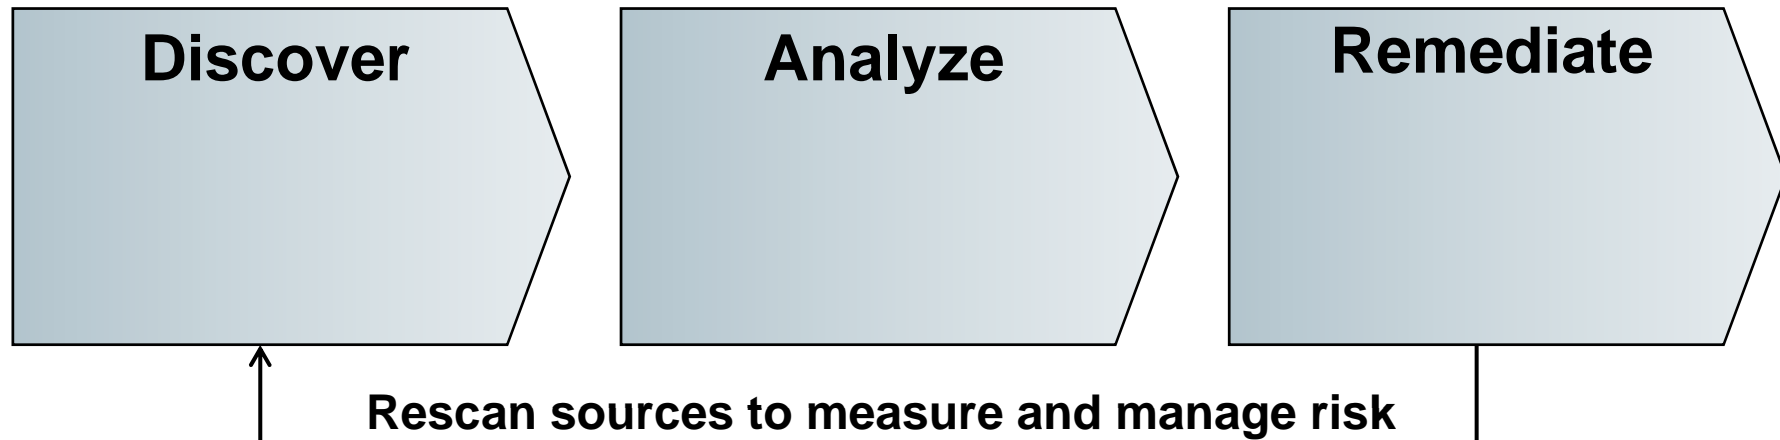 Discover
Analyze
Remediate
Rescan sources to measure and manage risk